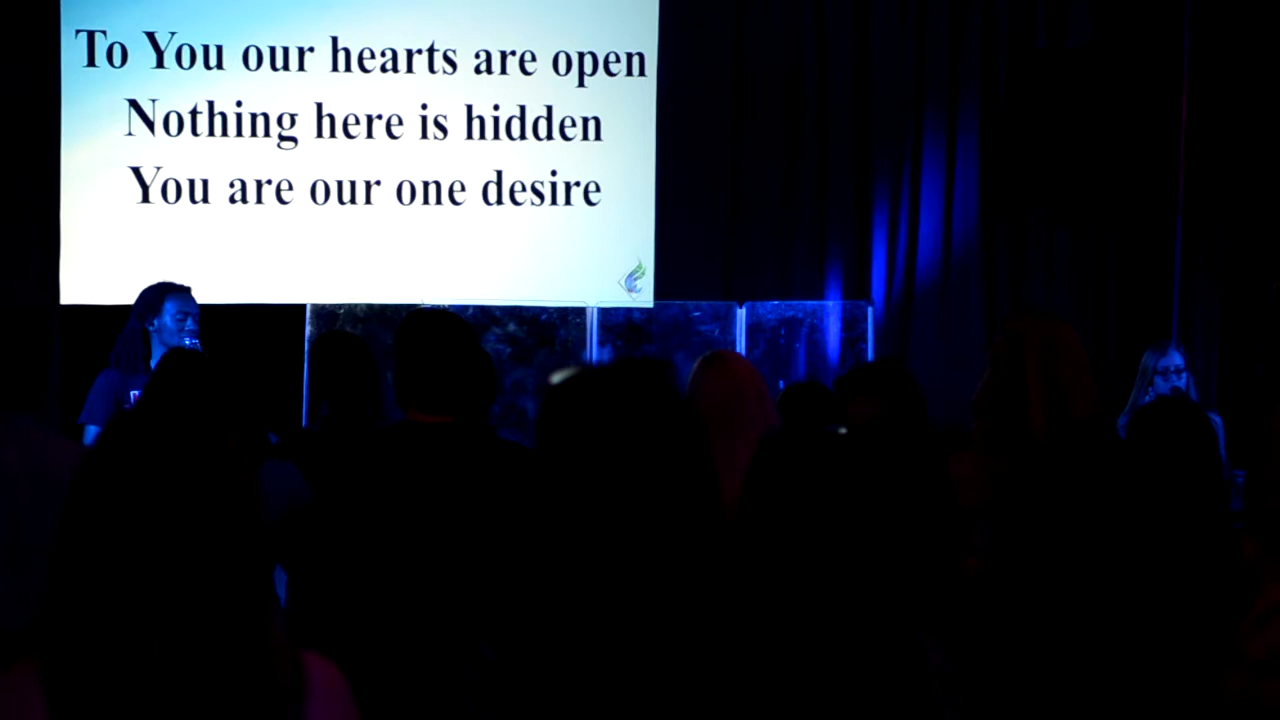 To You our hearts are open
Nothing here is hidden
You are our one desire